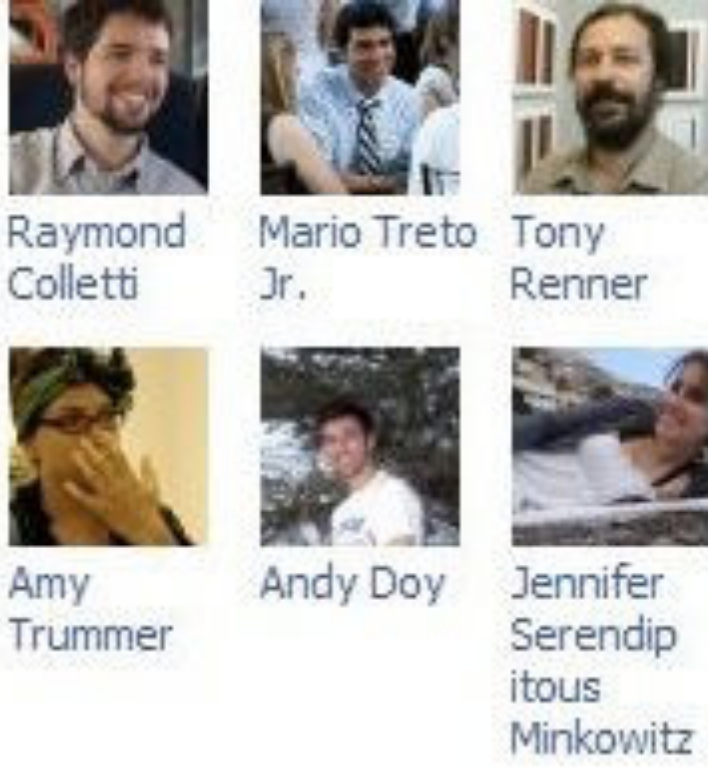 Raymond
Colletti
Mario Treto
Jr.
Tony
Renner
Amy
Trummer
Andy Doy
Jennifer
Serendip
itous
Minkowitz